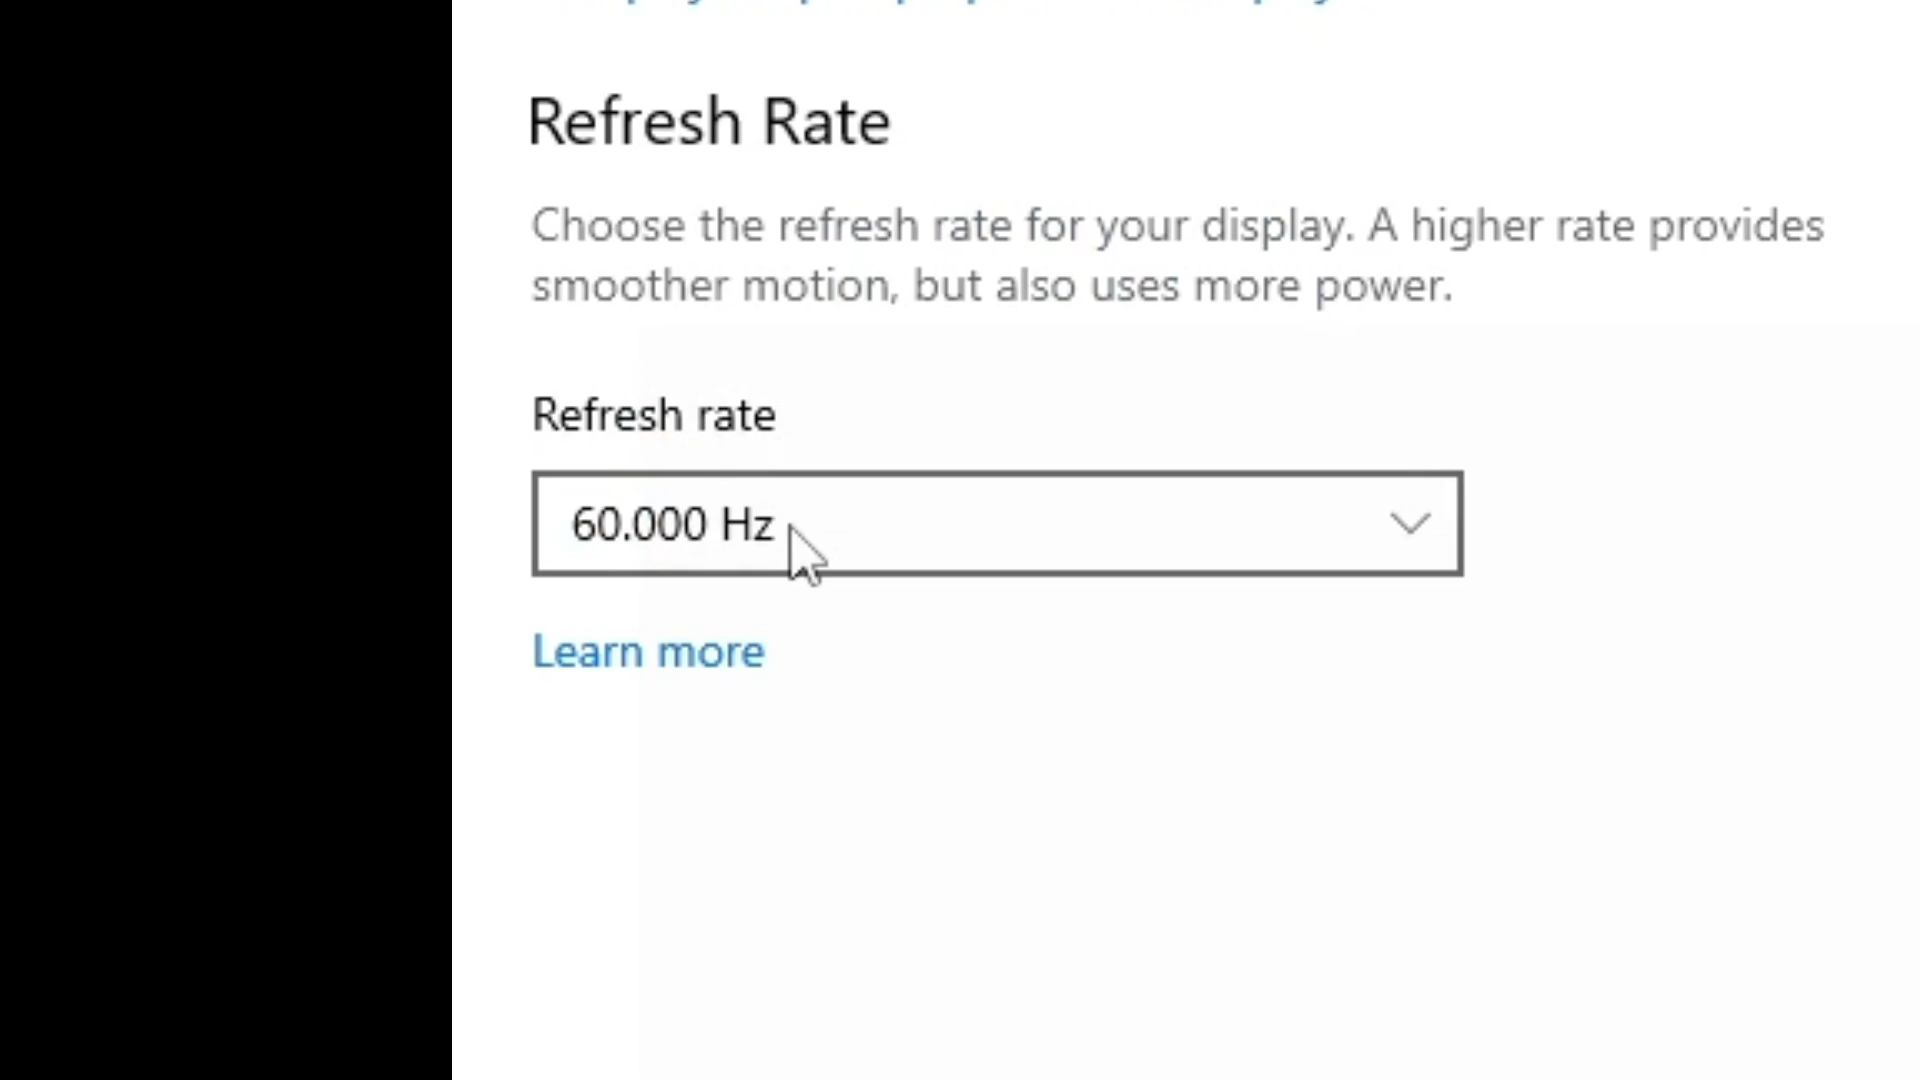 Refresh Rate
Choose the refresh rate for your display. A higher rate provides
smoother motion, but also uses more power.
Refresh rate
60.000 Hz
Learn more